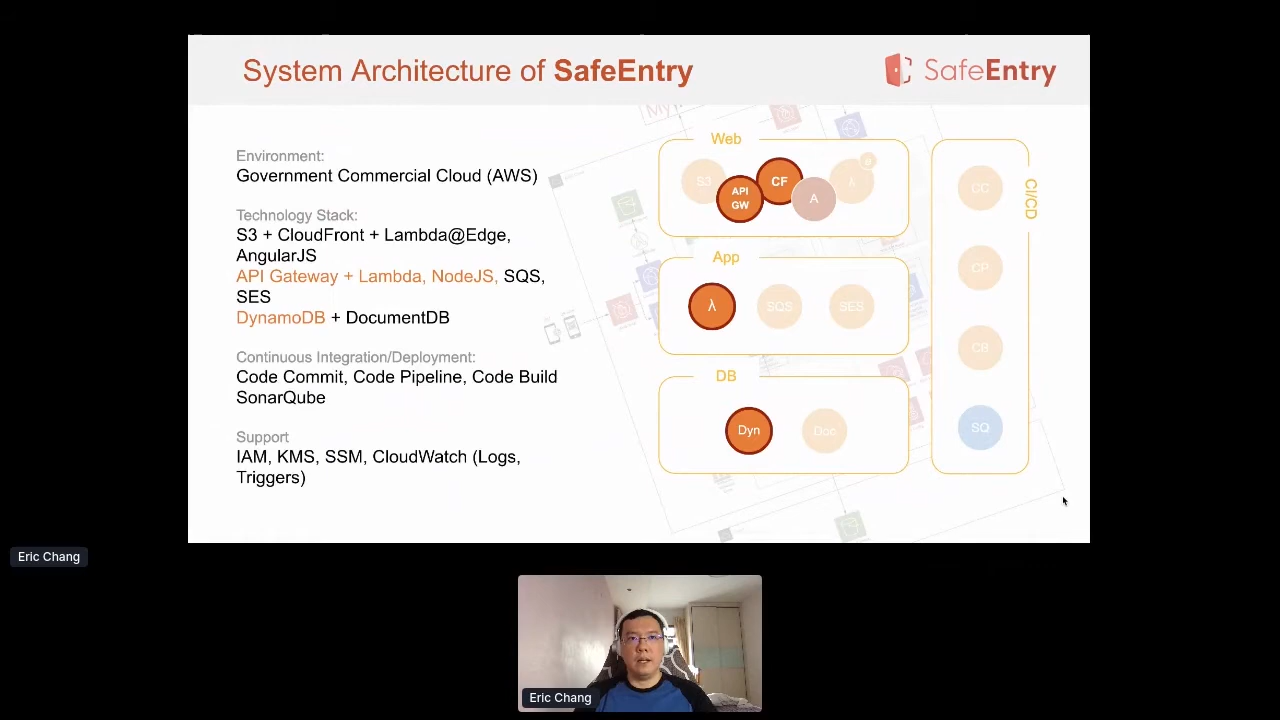 System Architecture of SafeEntry
SafeEntry
Environment:
Government Commercial Cloud (AWS)
Technology Stack:
S3 + CloudFront + Lambda@Edge,
AngularJS
API Gateway + Lambda, NodeJS, SQS,
SES
DynamoDB + DocumentDB
Continuous Integration/Deployment:
Code Commit, Code Pipeline, Code Build
SonarQube
Support
IAM, KMS, SSM, CloudWatch (Logs,
Triggers)
My
Web
S3
API
GW
CF
A
λ
App
λ
SQS
SES
DB
Dyn
Doc
CI/CD
CC
CP
CB
SQ
Eric Chang
Eric Chang